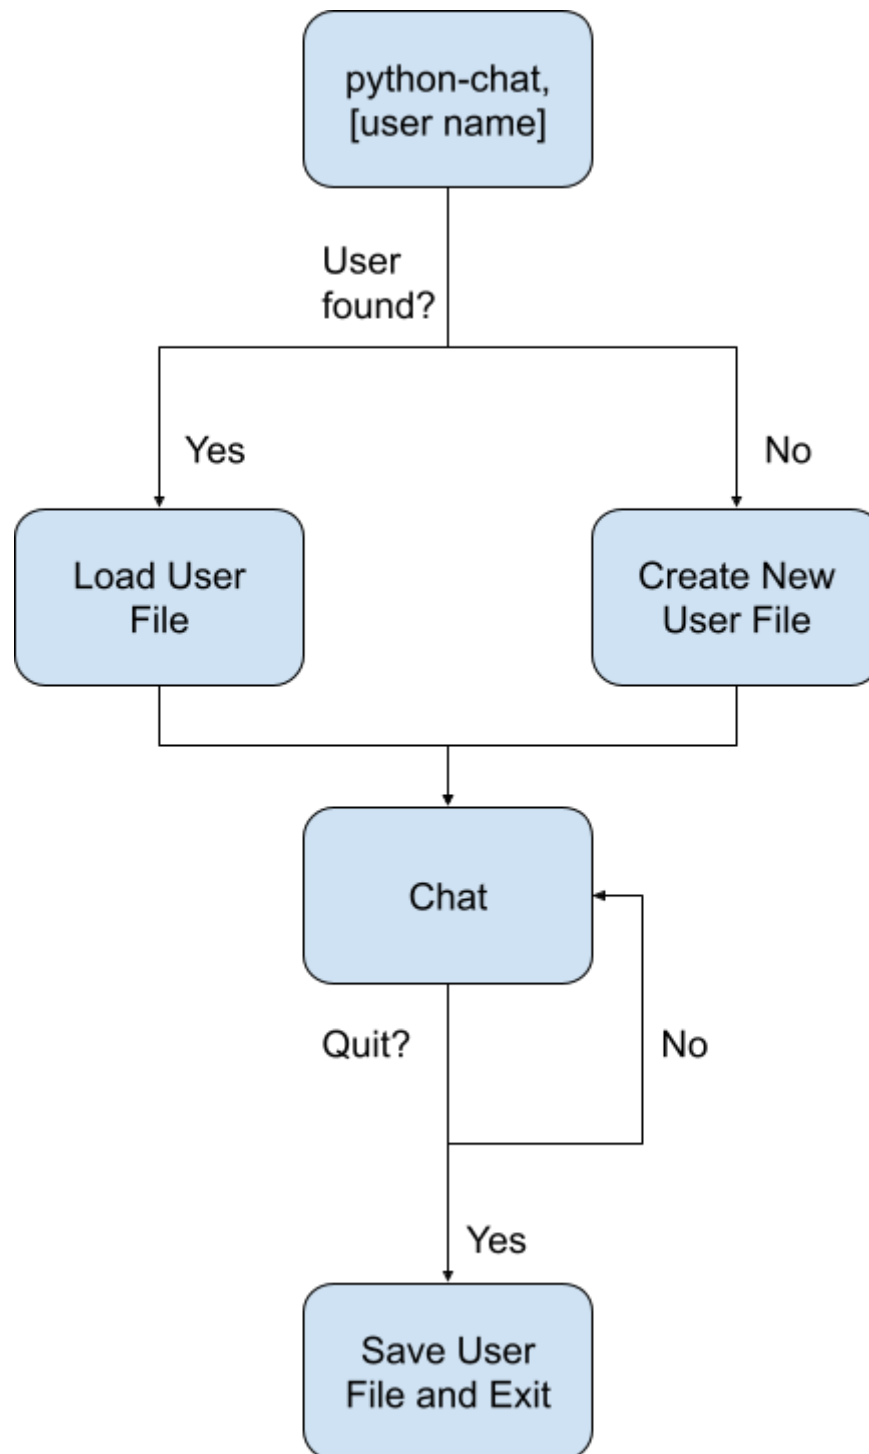 python-chat,
[user name]
User
found?
Yes
No
Load User
File
Create New
User File
Chat
Quit?
No
Yes
Save User
File and Exit